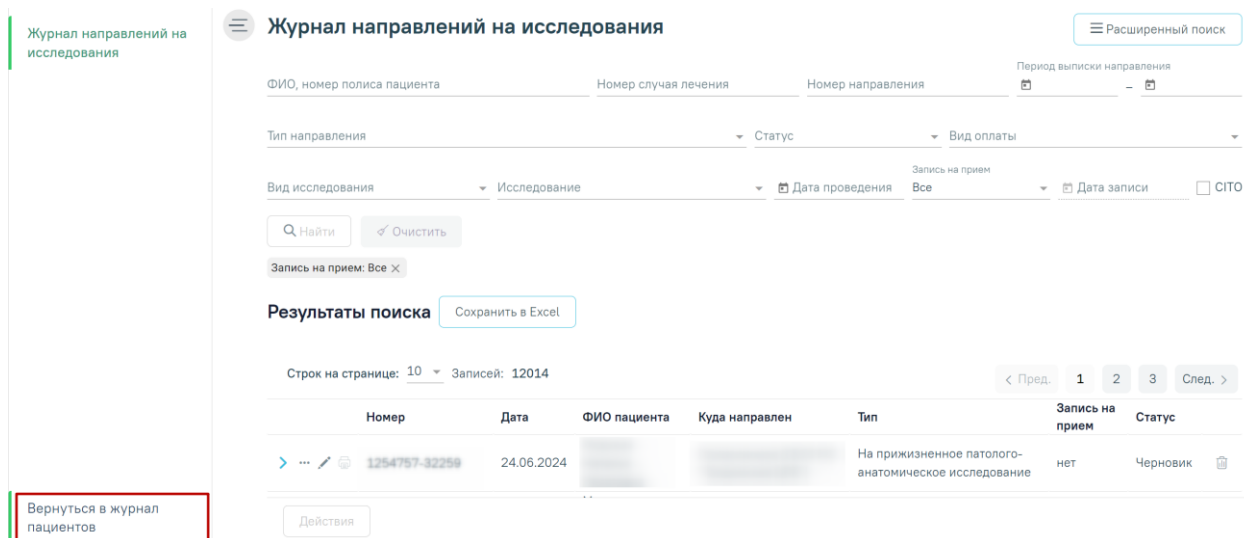 Журнал направлений на
исследования
Журнал направлений на исследования
Расширенный поиск
ФИО, номер полиса пациента
Номер случая лечения
Номер направления
Период выписки направления
–
Тип направления
Статус
Вид оплаты
Вид исследования
Исследование
Дата проведения
Запись на прием
Все
Дата записи
CITO
Найти
Очистить
Запись на прием: Все
Результаты поиска
Сохранить в Excel
Строк на странице: 10 Записей: 12014
< Пред. 1 2 3 След. >
Номер Дата ФИО пациента Куда направлен Тип Запись на прием Статус
1254757-32259 24.06.2024 На прижизненное патолого-
анатомическое исследование нет Черновик
Вернуться в журнал
пациентов
Действия